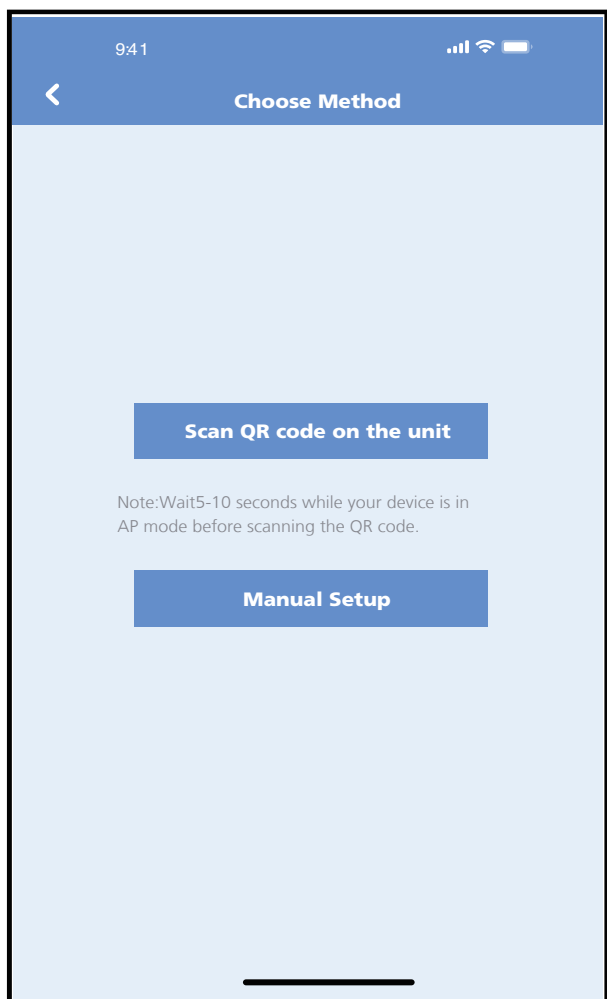 9:41
Choose Method
Scan QR code on the unit
Note:Wait5-10 seconds while your device is in
AP mode before scanning the QR code.
Manual Setup